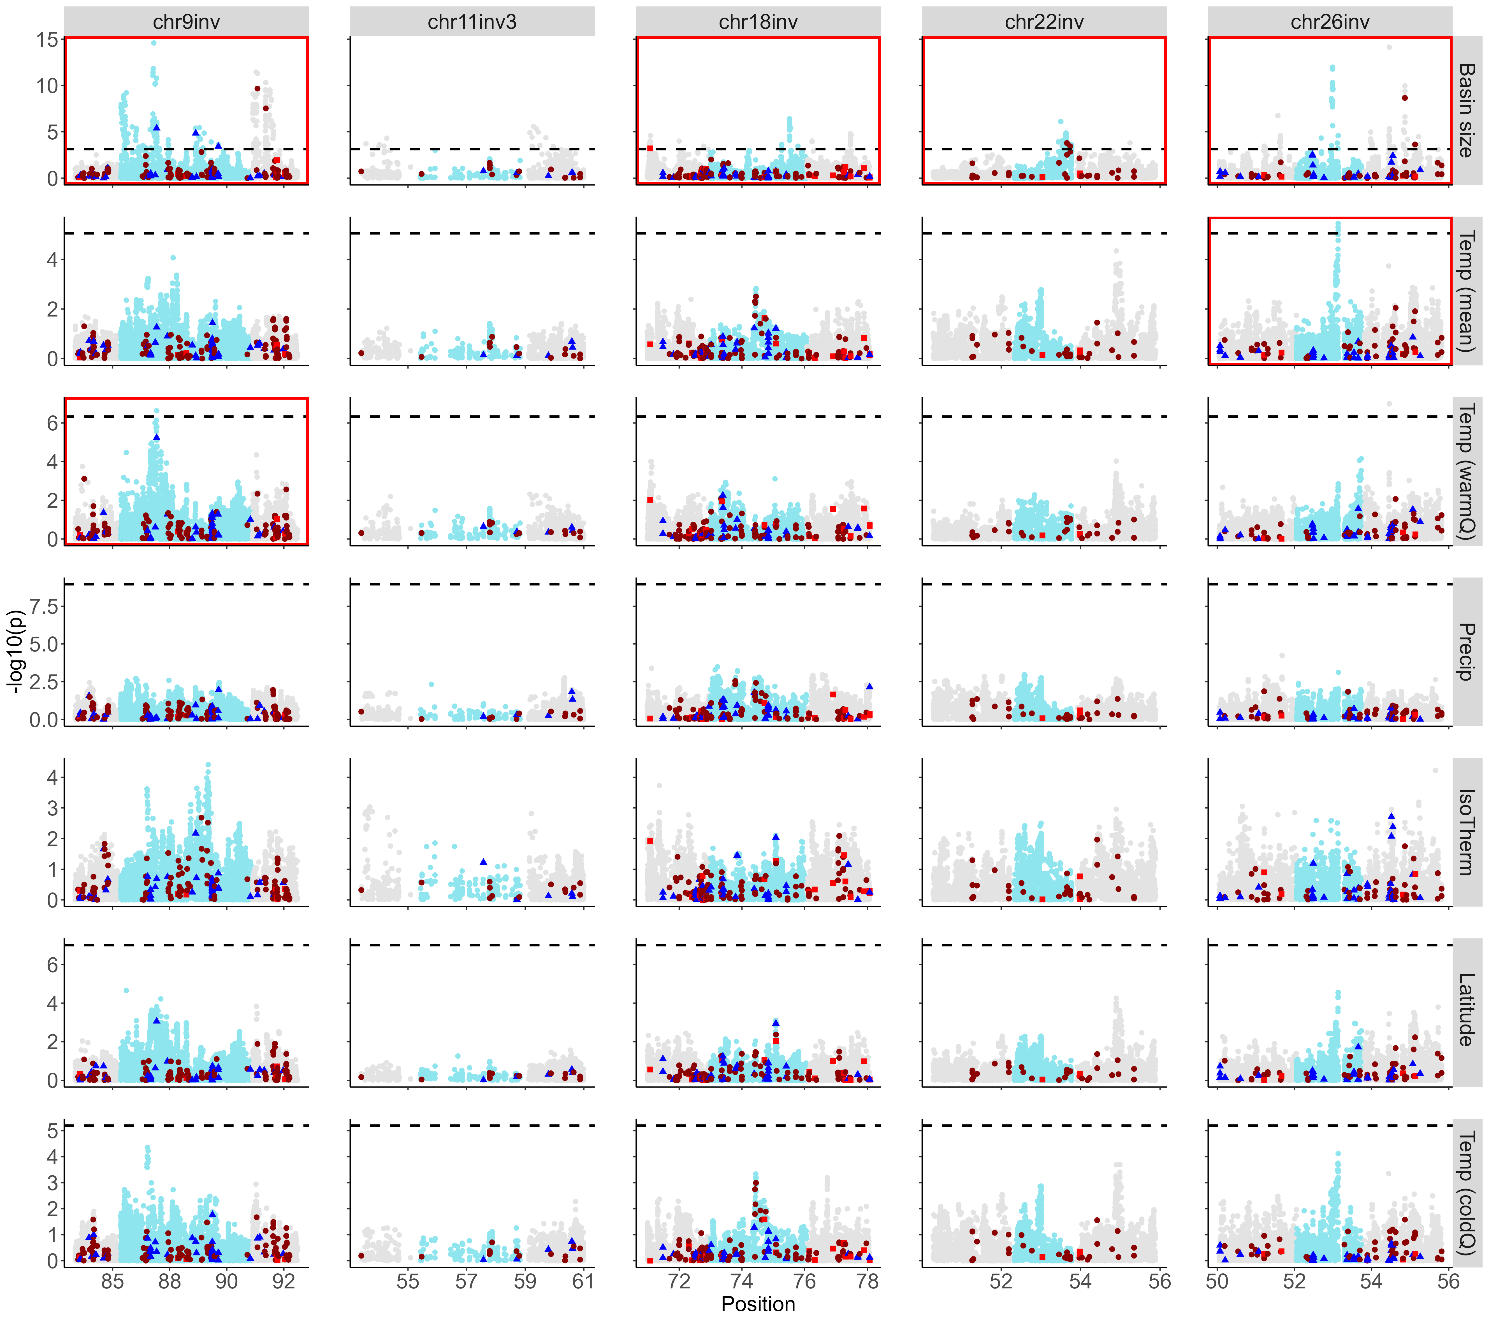 chr9inv chr11inv3 chr18inv chr22inv chr26inv
15
10
5
0
Basin size
4
2
0
Temp (mean)
6
4
2
0
Temp (warmQ)
7.5
5.0
2.5
0.0
Precip
-log10(p)
4
3
2
1
0
IsoTherm
6
4
2
0
Latitude
5
4
3
2
1
0
Temp (coldQ)
85 88 90 92 55 57 59 61 72 74 76 78 52 54 56 50 52 54 56
Position